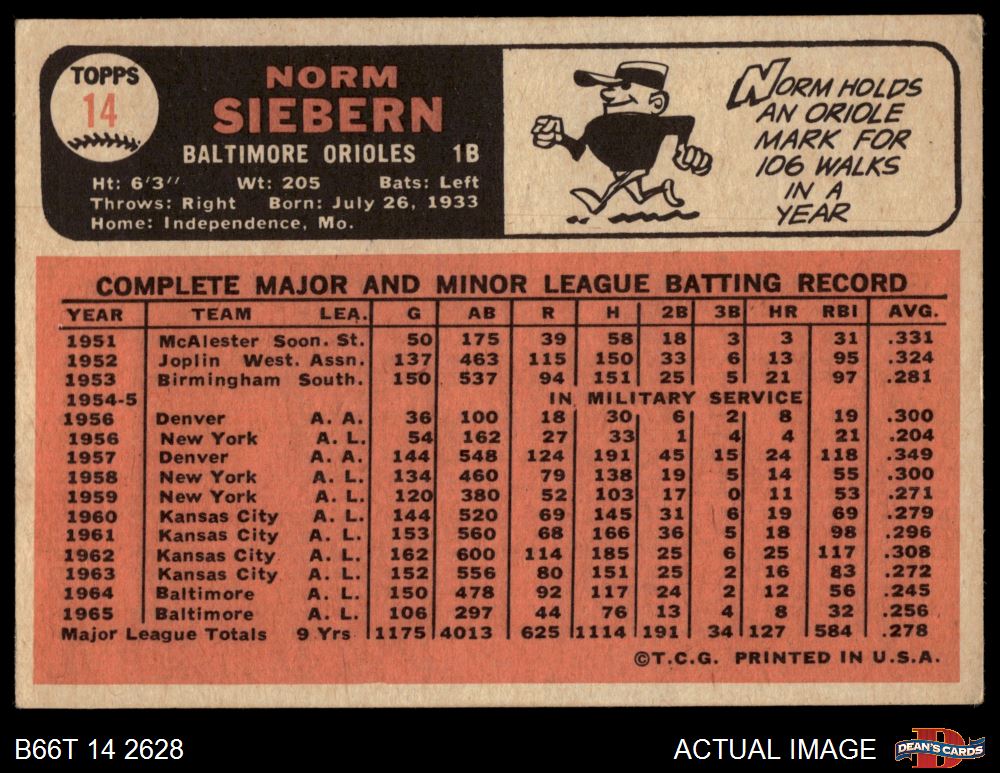 TOPPS
14
NORM
SIEBERN
BALTIMORE ORIOLES 1B
Ht: 6'3'' Wt: 205 Bats: Left
Throws: Right Born: July 26, 1933
Home: Independence, Mo.
NORM HOLDS
AN ORIOLE
MARK FOR
106 WALKS
IN A
YEAR
COMPLETE MAJOR AND MINOR LEAGUE BATTING RECORD
YEAR TEAM LEA. G AB R H 2B 3B HR RBI AVG.
1951 McAlester Soon. St. 50 175 39 58 18 3 3 31 .331
1952 Joplin West. Assn. 137 463 115 150 33 6 13 95 .324
1953 Birmingham South. 150 537 94 151 25 5 21 97 .281
1954-5 IN MILITARY SERVICE
1956 Denver A. A. 36 100 18 30 6 2 8 19 .300
1956 New York A. L. 54 162 27 33 1 4 4 21 .204
1957 Denver A. A. 144 548 124 191 45 15 24 118 .349
1958 New York A. L. 134 460 79 138 19 5 14 55 .300
1959 New York A. L. 120 380 52 103 17 0 11 53 .271
1960 Kansas City A. L. 144 520 69 145 31 6 19 69 .279
1961 Kansas City A. L. 153 560 68 166 36 5 18 98 .296
1962 Kansas City A. L. 162 600 114 185 25 6 25 117 .308
1963 Kansas City A. L. 152 556 80 151 25 2 16 83 .272
1964 Baltimore A. L. 150 478 92 117 24 2 12 56 .245
1965 Baltimore A. L. 106 297 44 76 13 4 8 32 .256
Major League Totals 9 Yrs 1175 4013 625 1114 191 34 127 584 .278
©T.C.G. PRINTED IN U.S.A.
B66T 14 2628
ACTUAL IMAGE
D
DEAN'S CARDS